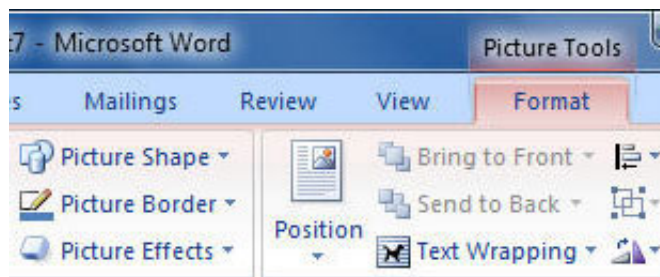 7 - Microsoft Word
Picture Tools
s Mailings Review View Format
Picture Shape
Bring to Front
Picture Border
Send to Back
Position
Picture Effects
Text Wrapping